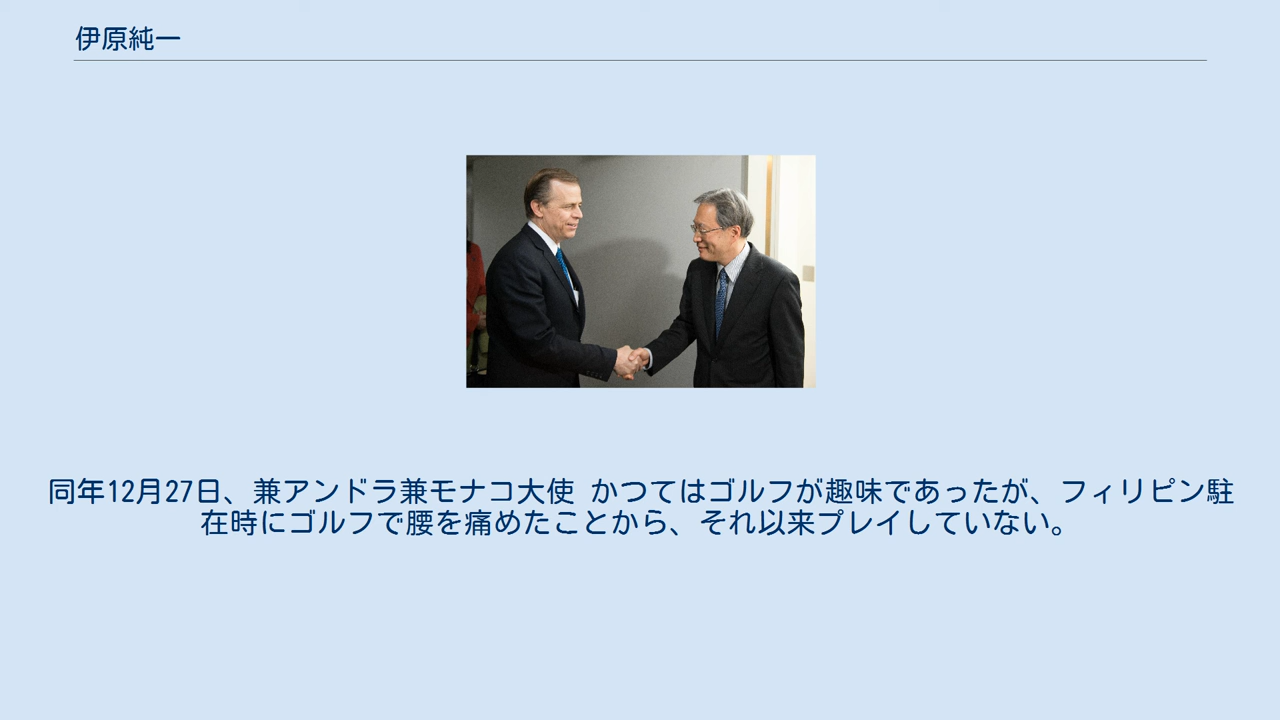 伊原純一
同年12月27日、兼アンドラ兼モナコ大使 かつてはゴルフが趣味であったが、フィリピン駐
在時にゴルフで腰を痛めたことから、それ以来プレイしていない。